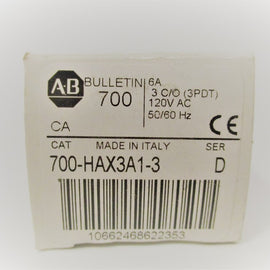 AB
BULLETIN
700
6A
3 C/O (3PDT)
120V AC
50/60 Hz
CA
CE
CAT MADE IN ITALY SER
700-HAX3A1-3 D
10662468622353